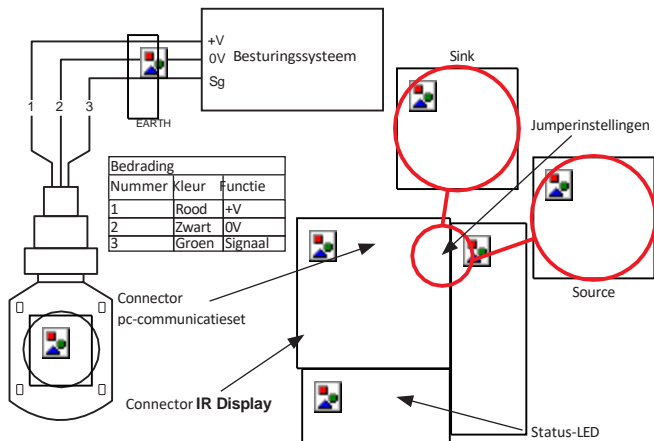 +V
0V
Sg
Besturingssysteem
1 2 3
EARTH
Sink
Jumperinstellingen
Bedrading
Nummer Kleur Functie
1 Rood +V
2 Zwart 0V
3 Groen Signaal
Source
Connector
pc-communicatieset
Connector IR Display
Status-LED